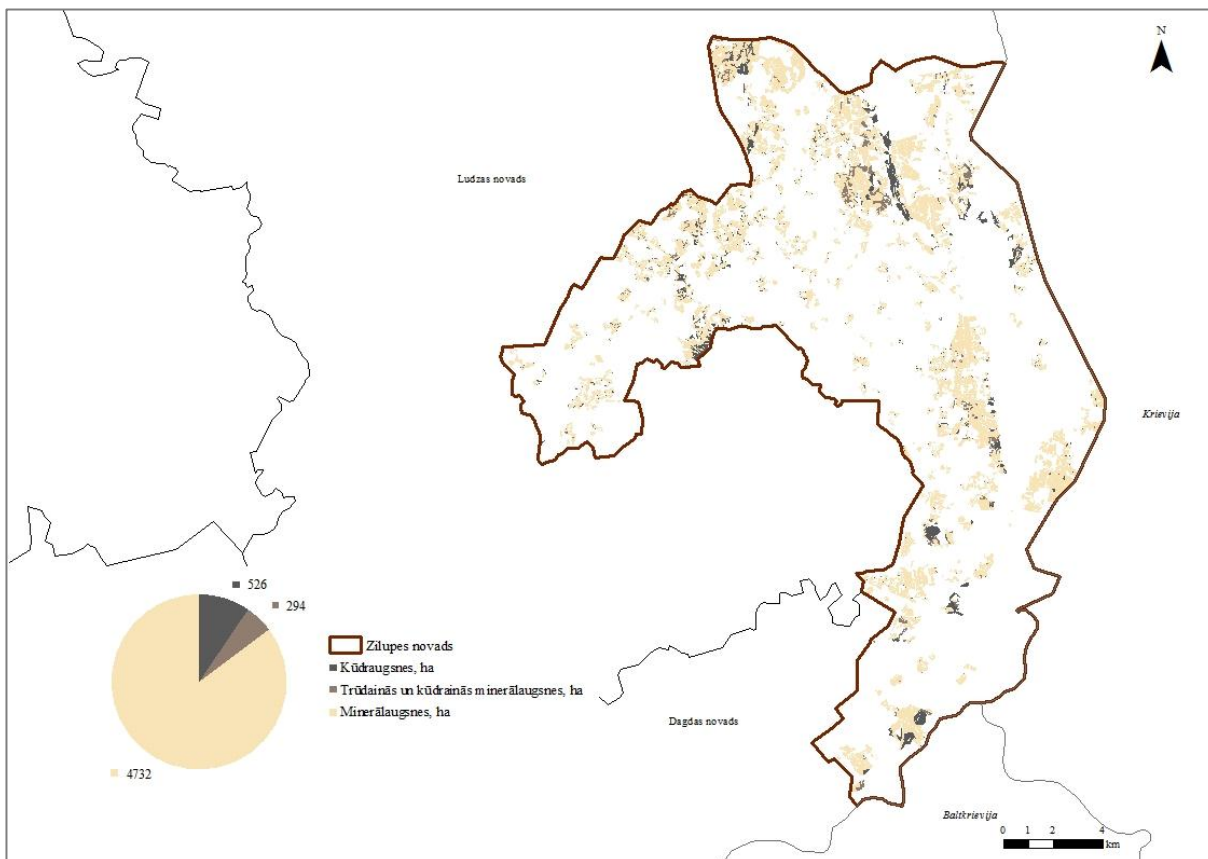 N
Ludzas novads
Krievija
526
294
Zilupes novads
Kūdraugsnes, ha
Trūdainās un kūdrainās minerālaugsnes, ha
Minerālaugsnes, ha
4732
Dagdas novads
Baltkrievija
0 1 2 4
km